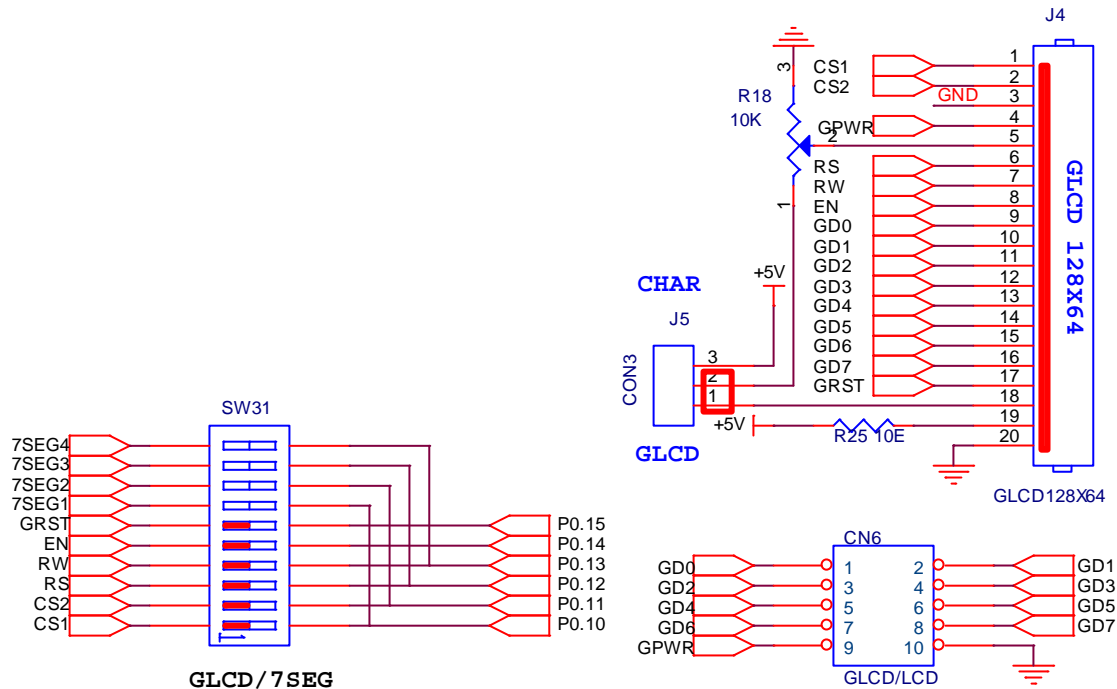 J4
3
CS1
CS2
GND
R18
10K
GPWR
2
1
RS
RW
EN
GD0
GD1
GD2
GD3
GD4
GD5
GD6
GD7
GRST
1
2
3
4
5
6
7
8
9
10
11
12
13
14
15
16
17
18
19
20
GLCD 128X64
GLCD128X64
+5V
CHAR
J5
CON3
3
2
1
+5V
R25 10E
GLCD
SW31
7SEG4
7SEG3
7SEG2
7SEG1
GRST
EN
RW
RS
CS2
CS1
1
P0.15
P0.14
P0.13
P0.12
P0.11
P0.10
GLCD/7SEG
CN6
GD0 1 2 GD1
GD2 3 4 GD3
GD4 5 6 GD5
GD6 7 8 GD7
GPWR 9 10
GLCD/LCD